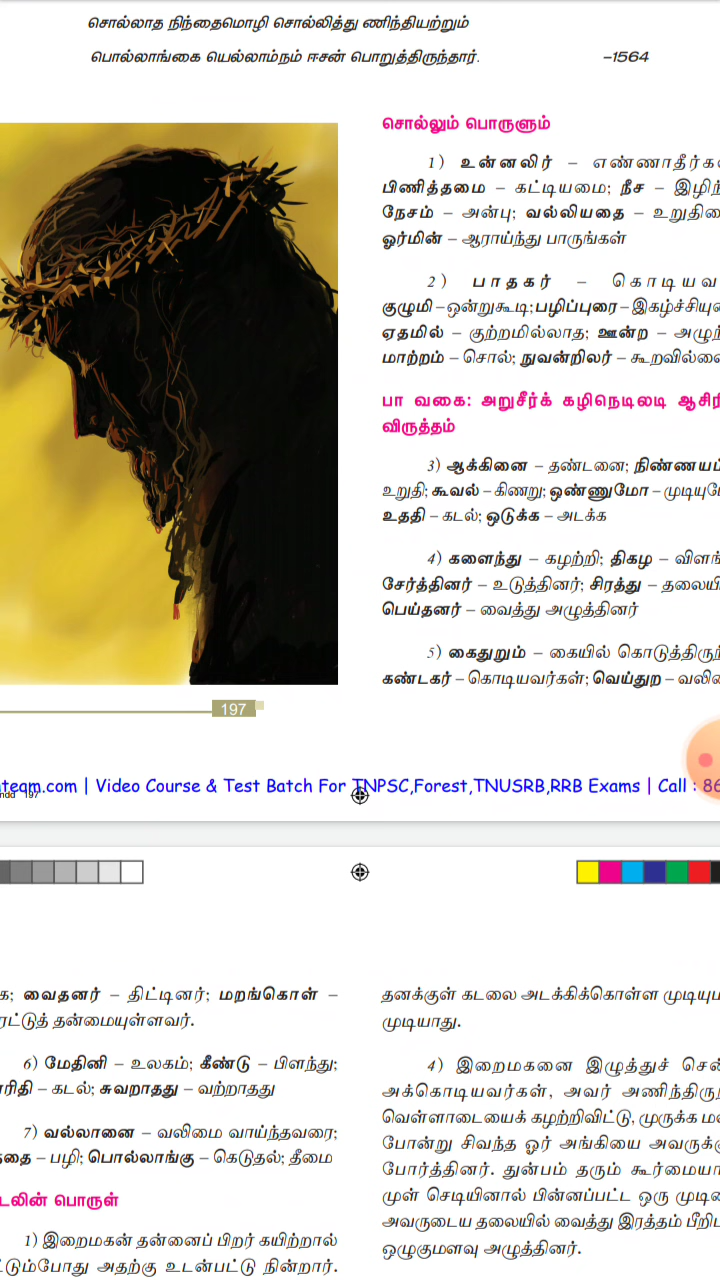 சொல்லாத நிந்தைமொழி சொல்லித்து ணிந்தியற்றும்
பொல்லாங்கை யெல்லாம்நம் ஈசன் பொறுத்திருந்தார். –1564
சொல்லும் பொருளும்
1) உன்னலிர் – எண்ணாதீர்க
பிணித்தமை – கட்டியமை; நீச – இழிந்
நேசம் – அன்பு; வல்லியதை – உறுதி
ஓர்மின் – ஆராய்ந்து பாருங்கள்
2) பாதகர் – கொடியவ
குழுமி –ஒன்றுகூடி; பழிப்புரை –இகழ்ச்சியு
ஏதமில் – குற்றமில்லாத; ஊன்ற – அழுந்
மாற்றம் – சொல்; நுவன்றிலர் – கூறவில்லை
பா வகை: அறுசீர்க் கழிநெடிலடி ஆசிரி
விருத்தம்
3) ஆக்கினை – தண்டனை; நிண்ணயம்
உறுதி; கூவல் –கிணறு; ஒண்ணுமோ –முடியுமோ
உததி – கடல்; ஒடுக்க – அடக்க
4) களைந்து – கழற்றி; திகழ – விளங்
சேர்த்தினர் – உடுத்தினர்; சிரத்து – தலையி
பெய்தனர் – வைத்து அழுத்தினர்
5) கைதுறும் – கையில் கொடுத்திருந்
கண்டகர் –கொடியவர்கள்; வெய்துற –வலி
197
teqm.com | Video Course & Test Batch For TNPSC,Forest,TNUSRB,RRB Exams | Call : 86
ndd 197
க; வைதனர் – திட்டினர்; மறங்கொள் –
ரட்டுத் தன்மையுள்ளவர்.
6) மேதினி – உலகம்; கீண்டு – பிளந்து;
ரிதி – கடல்; சுவறாதது – வற்றாதது
7) வல்லானை – வலிமை வாய்ந்தவரை;
தை – பழி; பொல்லாங்கு – கெடுதல்; தீமை
டலின் பொருள்
1) இறைமகன் தன்னைப் பிறர் கயிற்றால்
ட்டும்போது அதற்கு உடன்பட்டு நின்றார்.
தனக்குள் கடலை அடக்கிக்கொள்ள முடியும
முடியாது.
4) இறைமகனை இழுத்துச் செல்
அக்கொடியவர்கள், அவர் அணிந்திருந்
வெள்ளாடையைக் கழற்றிவிட்டு, முருக்க ம
போன்று சிவந்த ஓர் அங்கியை அவருக்கு
போர்த்தினர். துன்பம் தரும் கூர்மையா
முள் செடியினால் பின்னப்பட்ட ஒரு முடி
அவருடைய தலையில் வைத்து இரத்தம் பீறி
ஒழுகுமளவு அழுத்தினர்.